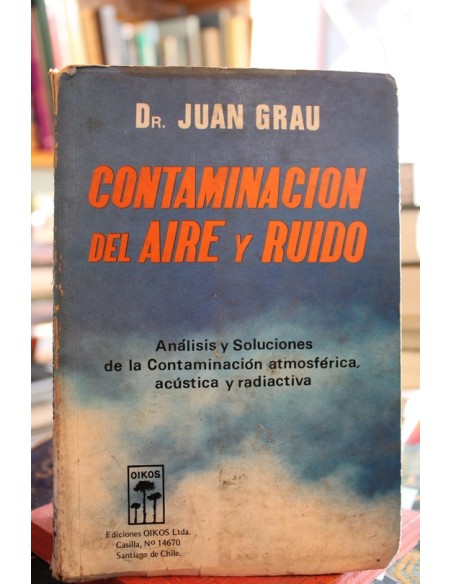 DR. JUAN GRAU
CONTAMINACION
DEL AIRE Y RUIDO
Análisis y Soluciones
de la Contaminación atmosférica,
acústica y radiactiva
OIKOS
Ediciones OIKOS Ltda.
Casilla, Nº 14670
Santiago de Chile.